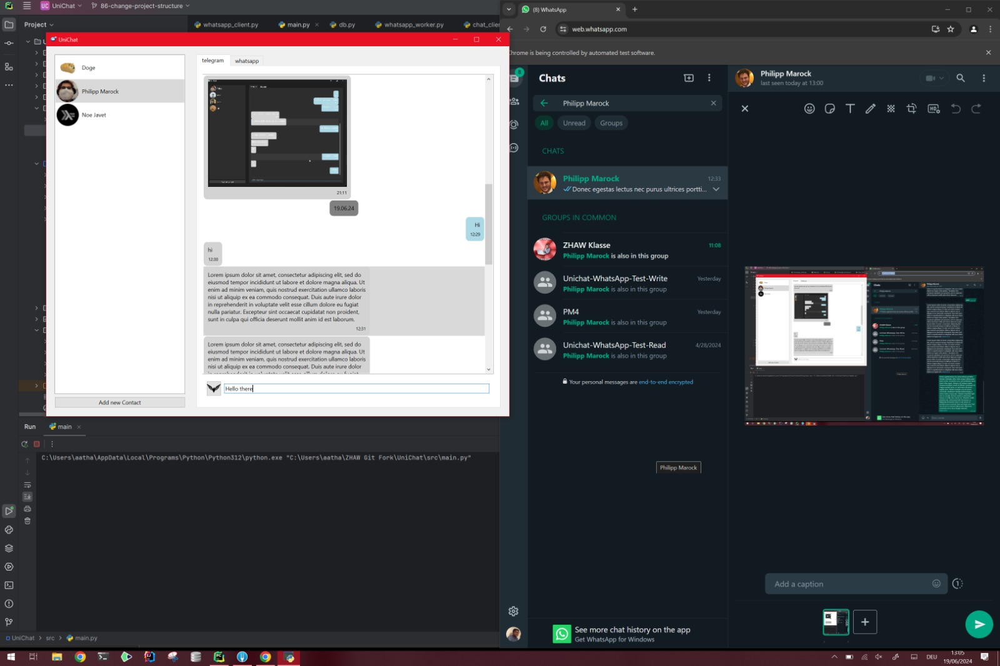 UC UniChat
86-change-project-structure
Project
whatsapp_client.py
main.py
db.py
whatsapp_worker.py
UniChat
Doge
Philipp Marock
Noe Javet
Add new Contact
telegram
whatsapp
21:11
19.06.24
Hi
12:29
hi
12:30
Lorem ipsum dolor sit amet, consectetur adipiscing elit, sed do
eiusmod tempor incididunt ut labore et dolore magna aliqua. Ut
enim ad minim veniam, quis nostrud exercitation ullamco laboris
nisi ut aliquip ex ea commodo consequat. Duis aute irure dolor
in reprehenderit in voluptate velit esse cillum dolore eu fugiat
nulla pariatur. Excepteur sint occaecat cupidatat non proident,
sunt in culpa qui officia deserunt mollit anim id est laborum.
12:31
Lorem ipsum dolor sit amet, consectetur adipiscing elit, sed do
eiusmod tempor incididunt ut labore et dolore magna aliqua. Ut
enim ad minim veniam, quis nostrud exercitation ullamco laboris
nisi ut aliquip ex ea commodo consequat. Duis aute irure dolor
Hello there
Run
main
C:\Users\aatha\AppData\Local\Programs\Python\Python312\python.exe "C:\Users\aatha\ZHAW Git Fork\UniChat\src\main.py"
UniChat > src > main.py
(8) WhatsApp
web.whatsapp.com
Chrome is being controlled by automated test software.
8
Chats
Philipp Marock
All
Unread
Groups
CHATS
Philipp Marock
12:33
Donec egestas lectus nec purus ultrices portti...
GROUPS IN COMMON
ZHAW Klasse
11:08
Philipp Marock is also in this group
Unichat-WhatsApp-Test-Write
Yesterday
Philipp Marock is also in this group
PM4
Yesterday
Philipp Marock is also in this group
Unichat-WhatsApp-Test-Read
4/28/2024
Philipp Marock is also in this group
Your personal messages are end-to-end encrypted
Philipp Marock
See more chat history on the app
Get WhatsApp for Windows
Philipp Marock
last seen today at 13:00
HD
Add a caption
DEU
13:05
19/06/2024